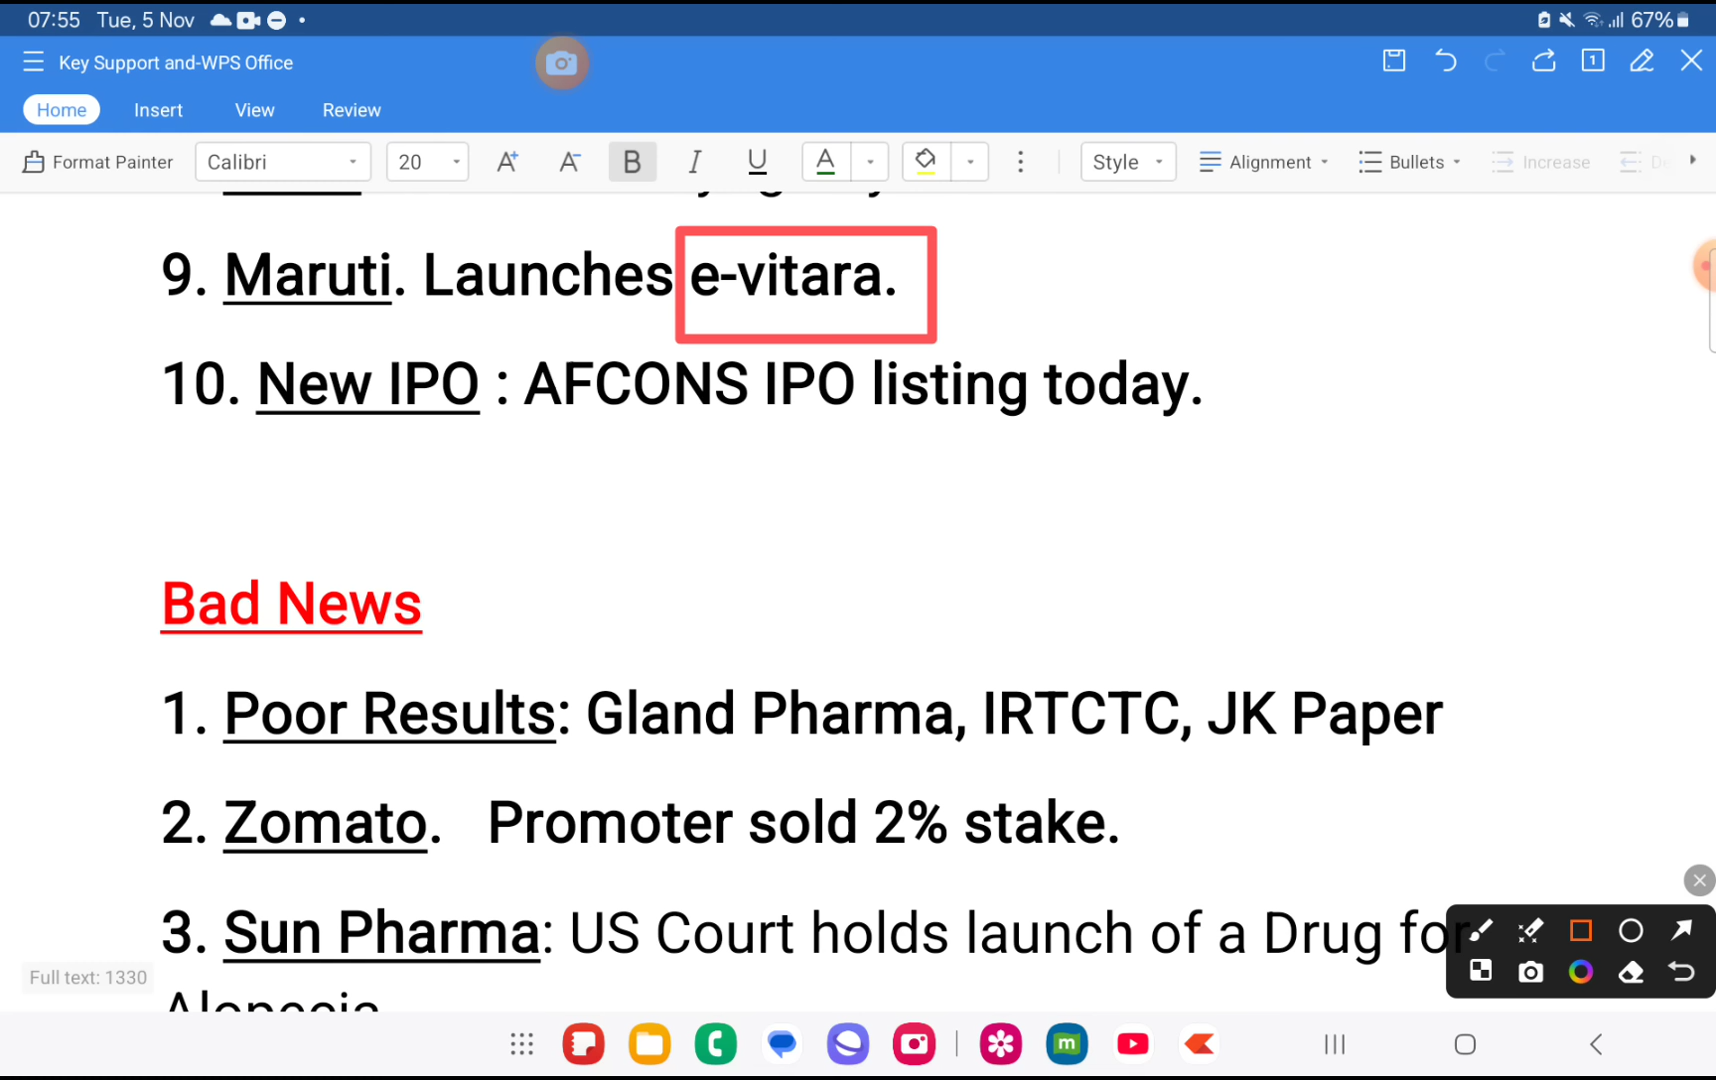 07:55 Tue, 5 Nov
67%
Key Support and-WPS Office
1
Home Insert View Review
Format Painter Calibri 20 A+ A- B I U A Style Alignment Bullets Increase
9. Maruti. Launches e-vitara.
10. New IPO : AFCONS IPO listing today.
Bad News
1. Poor Results: Gland Pharma, IRTCTC, JK Paper
2. Zomato. Promoter sold 2% stake.
3. Sun Pharma: US Court holds launch of a Drug for
Alopecia
Full text: 1330
m